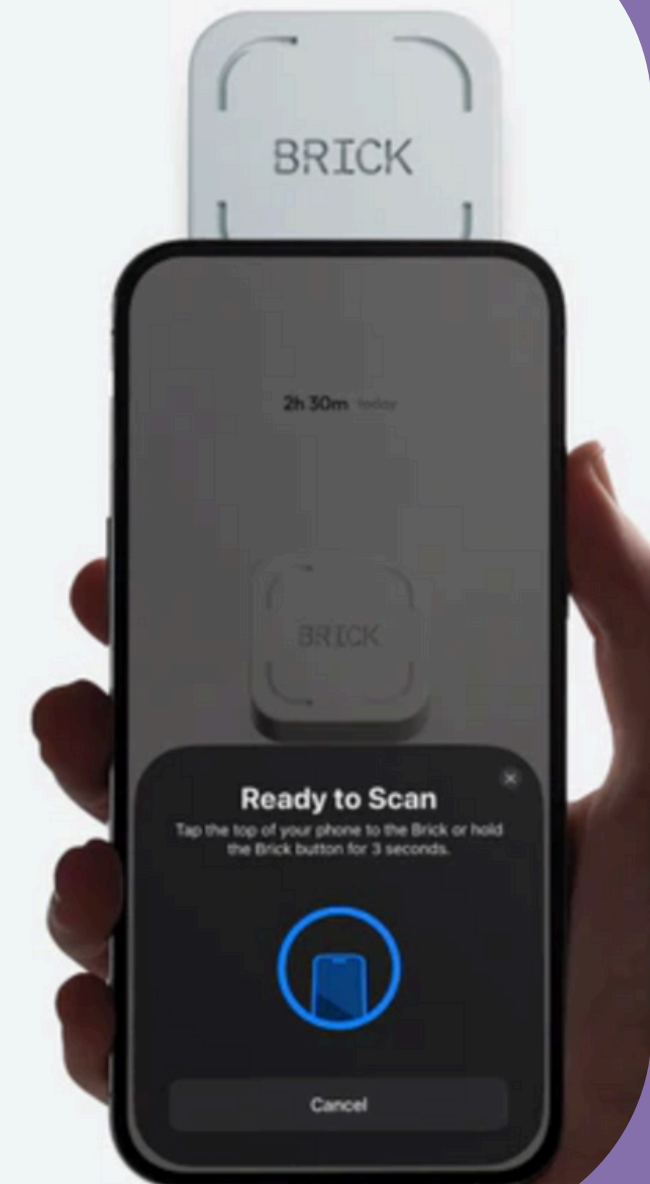 BRICK
2h 30m today
BRICK
Ready to Scan
Tap the top of your phone to the Brick or hold
the Brick button for 3 seconds.
Cancel